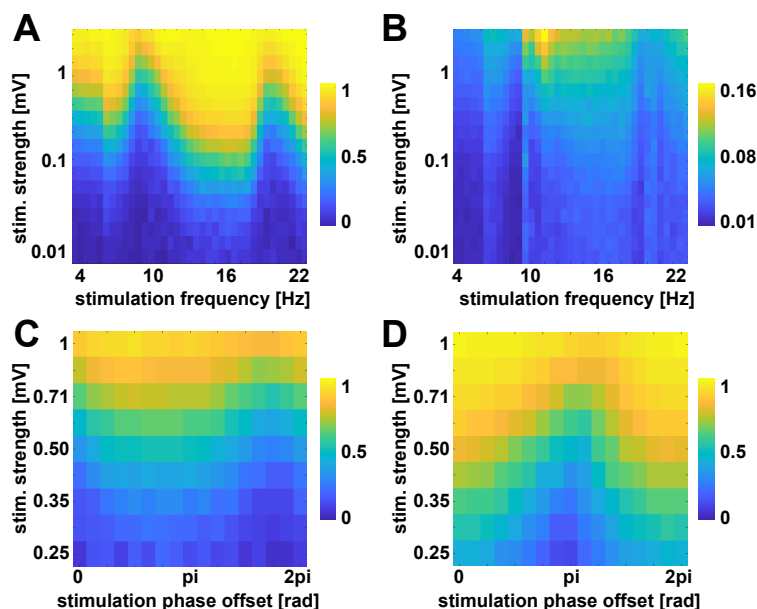 A
stim. strength [mV]
1
0.1
0.01
4
10
16
22
stimulation frequency [Hz]
1
0.5
0
B
stim. strength [mV]
1
0.1
0.01
4
10
16
22
stimulation frequency [Hz]
0.16
0.08
0.01
C
stim. strength [mV]
1
0.71
0.50
0.35
0.25
0
pi
2pi
stimulation phase offset [rad]
1
0.5
0
D
stim. strength [mV]
1
0.71
0.50
0.35
0.25
0
pi
2pi
stimulation phase offset [rad]
1
0.5
0